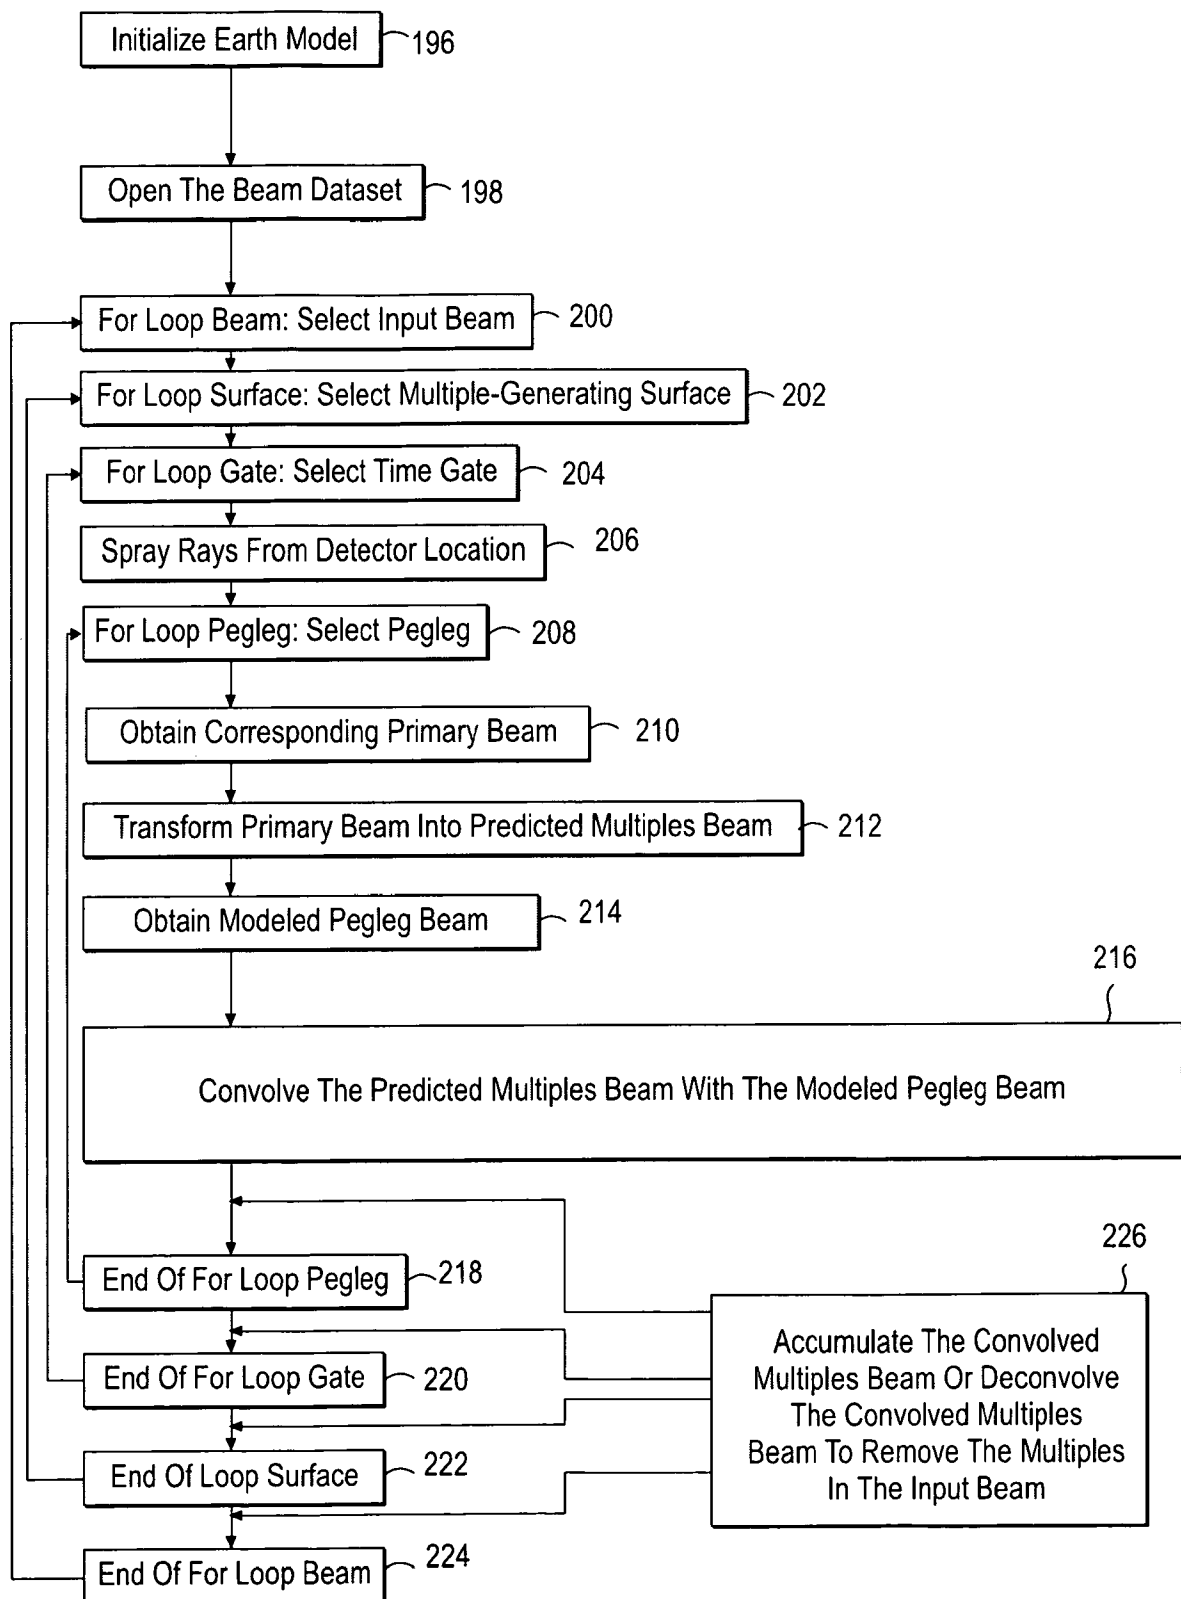 Initialize Earth Model
196
Open The Beam Dataset
198
For Loop Beam: Select Input Beam
200
For Loop Surface: Select Multiple-Generating Surface
202
For Loop Gate: Select Time Gate
204
Spray Rays From Detector Location
206
For Loop Pegleg: Select Pegleg
208
Obtain Corresponding Primary Beam
210
Transform Primary Beam Into Predicted Multiples Beam
212
Obtain Modeled Pegleg Beam
214
216
Convolve The Predicted Multiples Beam With The Modeled Pegleg Beam
End Of For Loop Pegleg
218
End Of For Loop Gate
220
End Of Loop Surface
222
End Of For Loop Beam
224
226
Accumulate The Convolved
Multiples Beam Or Deconvolve
The Convolved Multiples
Beam To Remove The Multiples
In The Input Beam